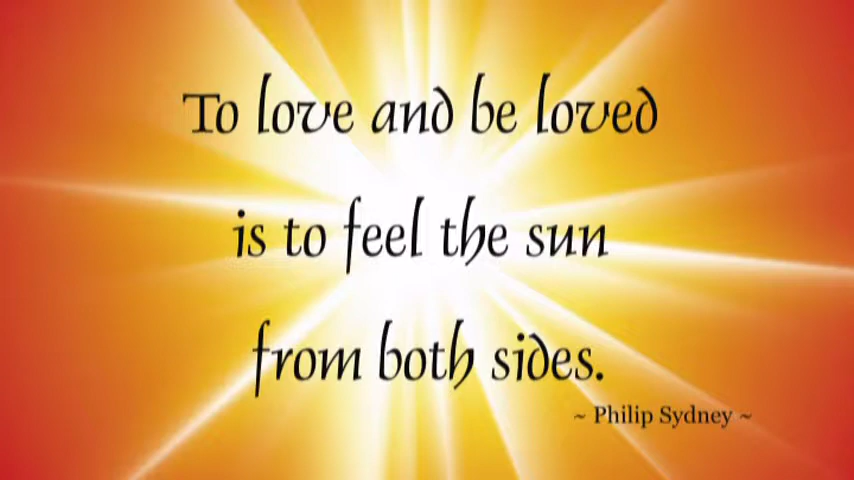 To love and be loved
is to feel the sun
from both sides.
~ Philip Sydney ~